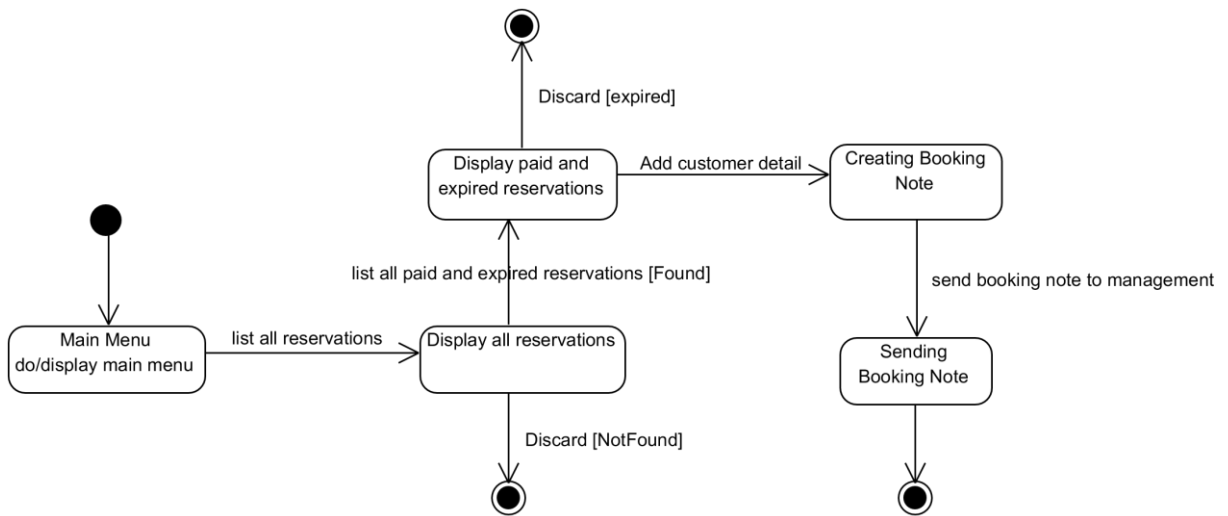 Discard [expired]
Display paid and
expired reservations
Add customer detail
Creating Booking
Note
list all paid and expired reservations [Found]
send booking note to management
Main Menu
do/display main menu
list all reservations
Display all reservations
Sending
Booking Note
Discard [NotFound]